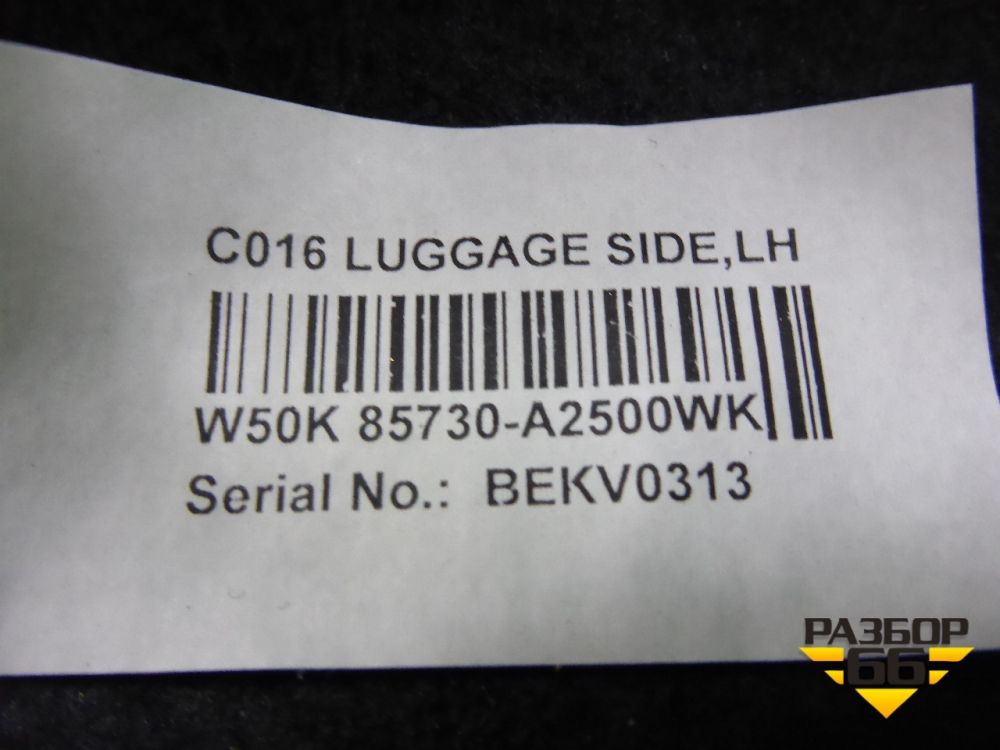 C016 LUGGAGE SIDE,LH
W50K 85730-A2500WK
Serial No.: BEKV0313
РАЗБОР
66